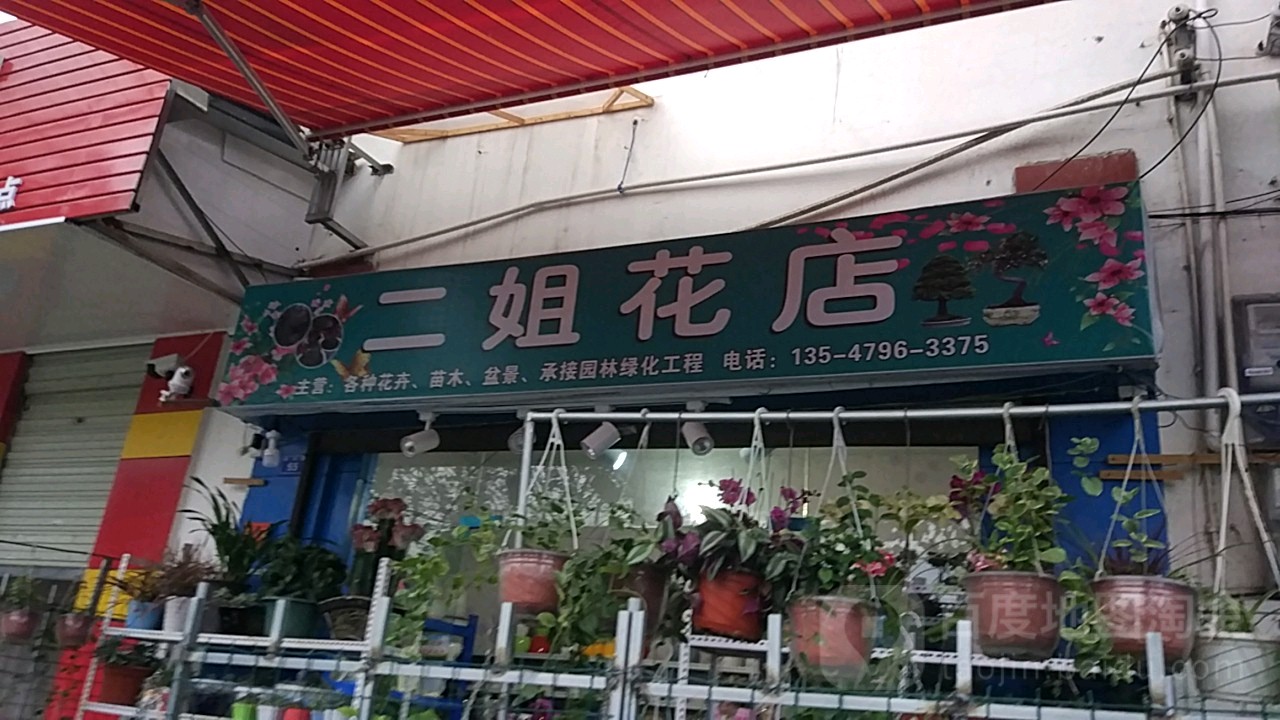 点
二姐花店
主营：各种花卉、苗木、盆景、承接园林绿化工程 电话：135-4796-3375